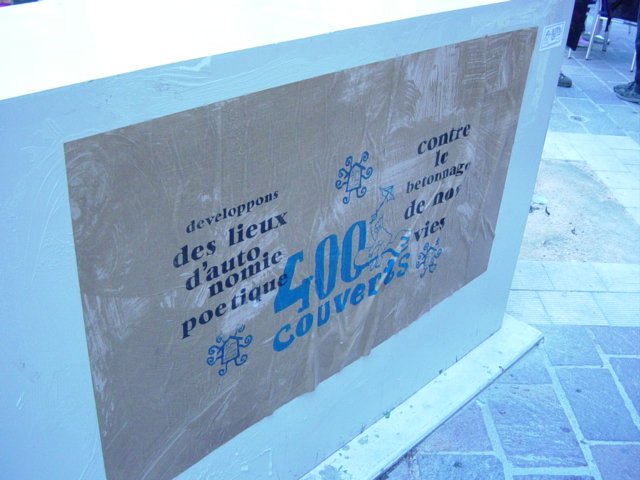 developpons
des lieux
d'auto
nomie
poetique
400
couverts
contre
le
betonnage
de nos
vies